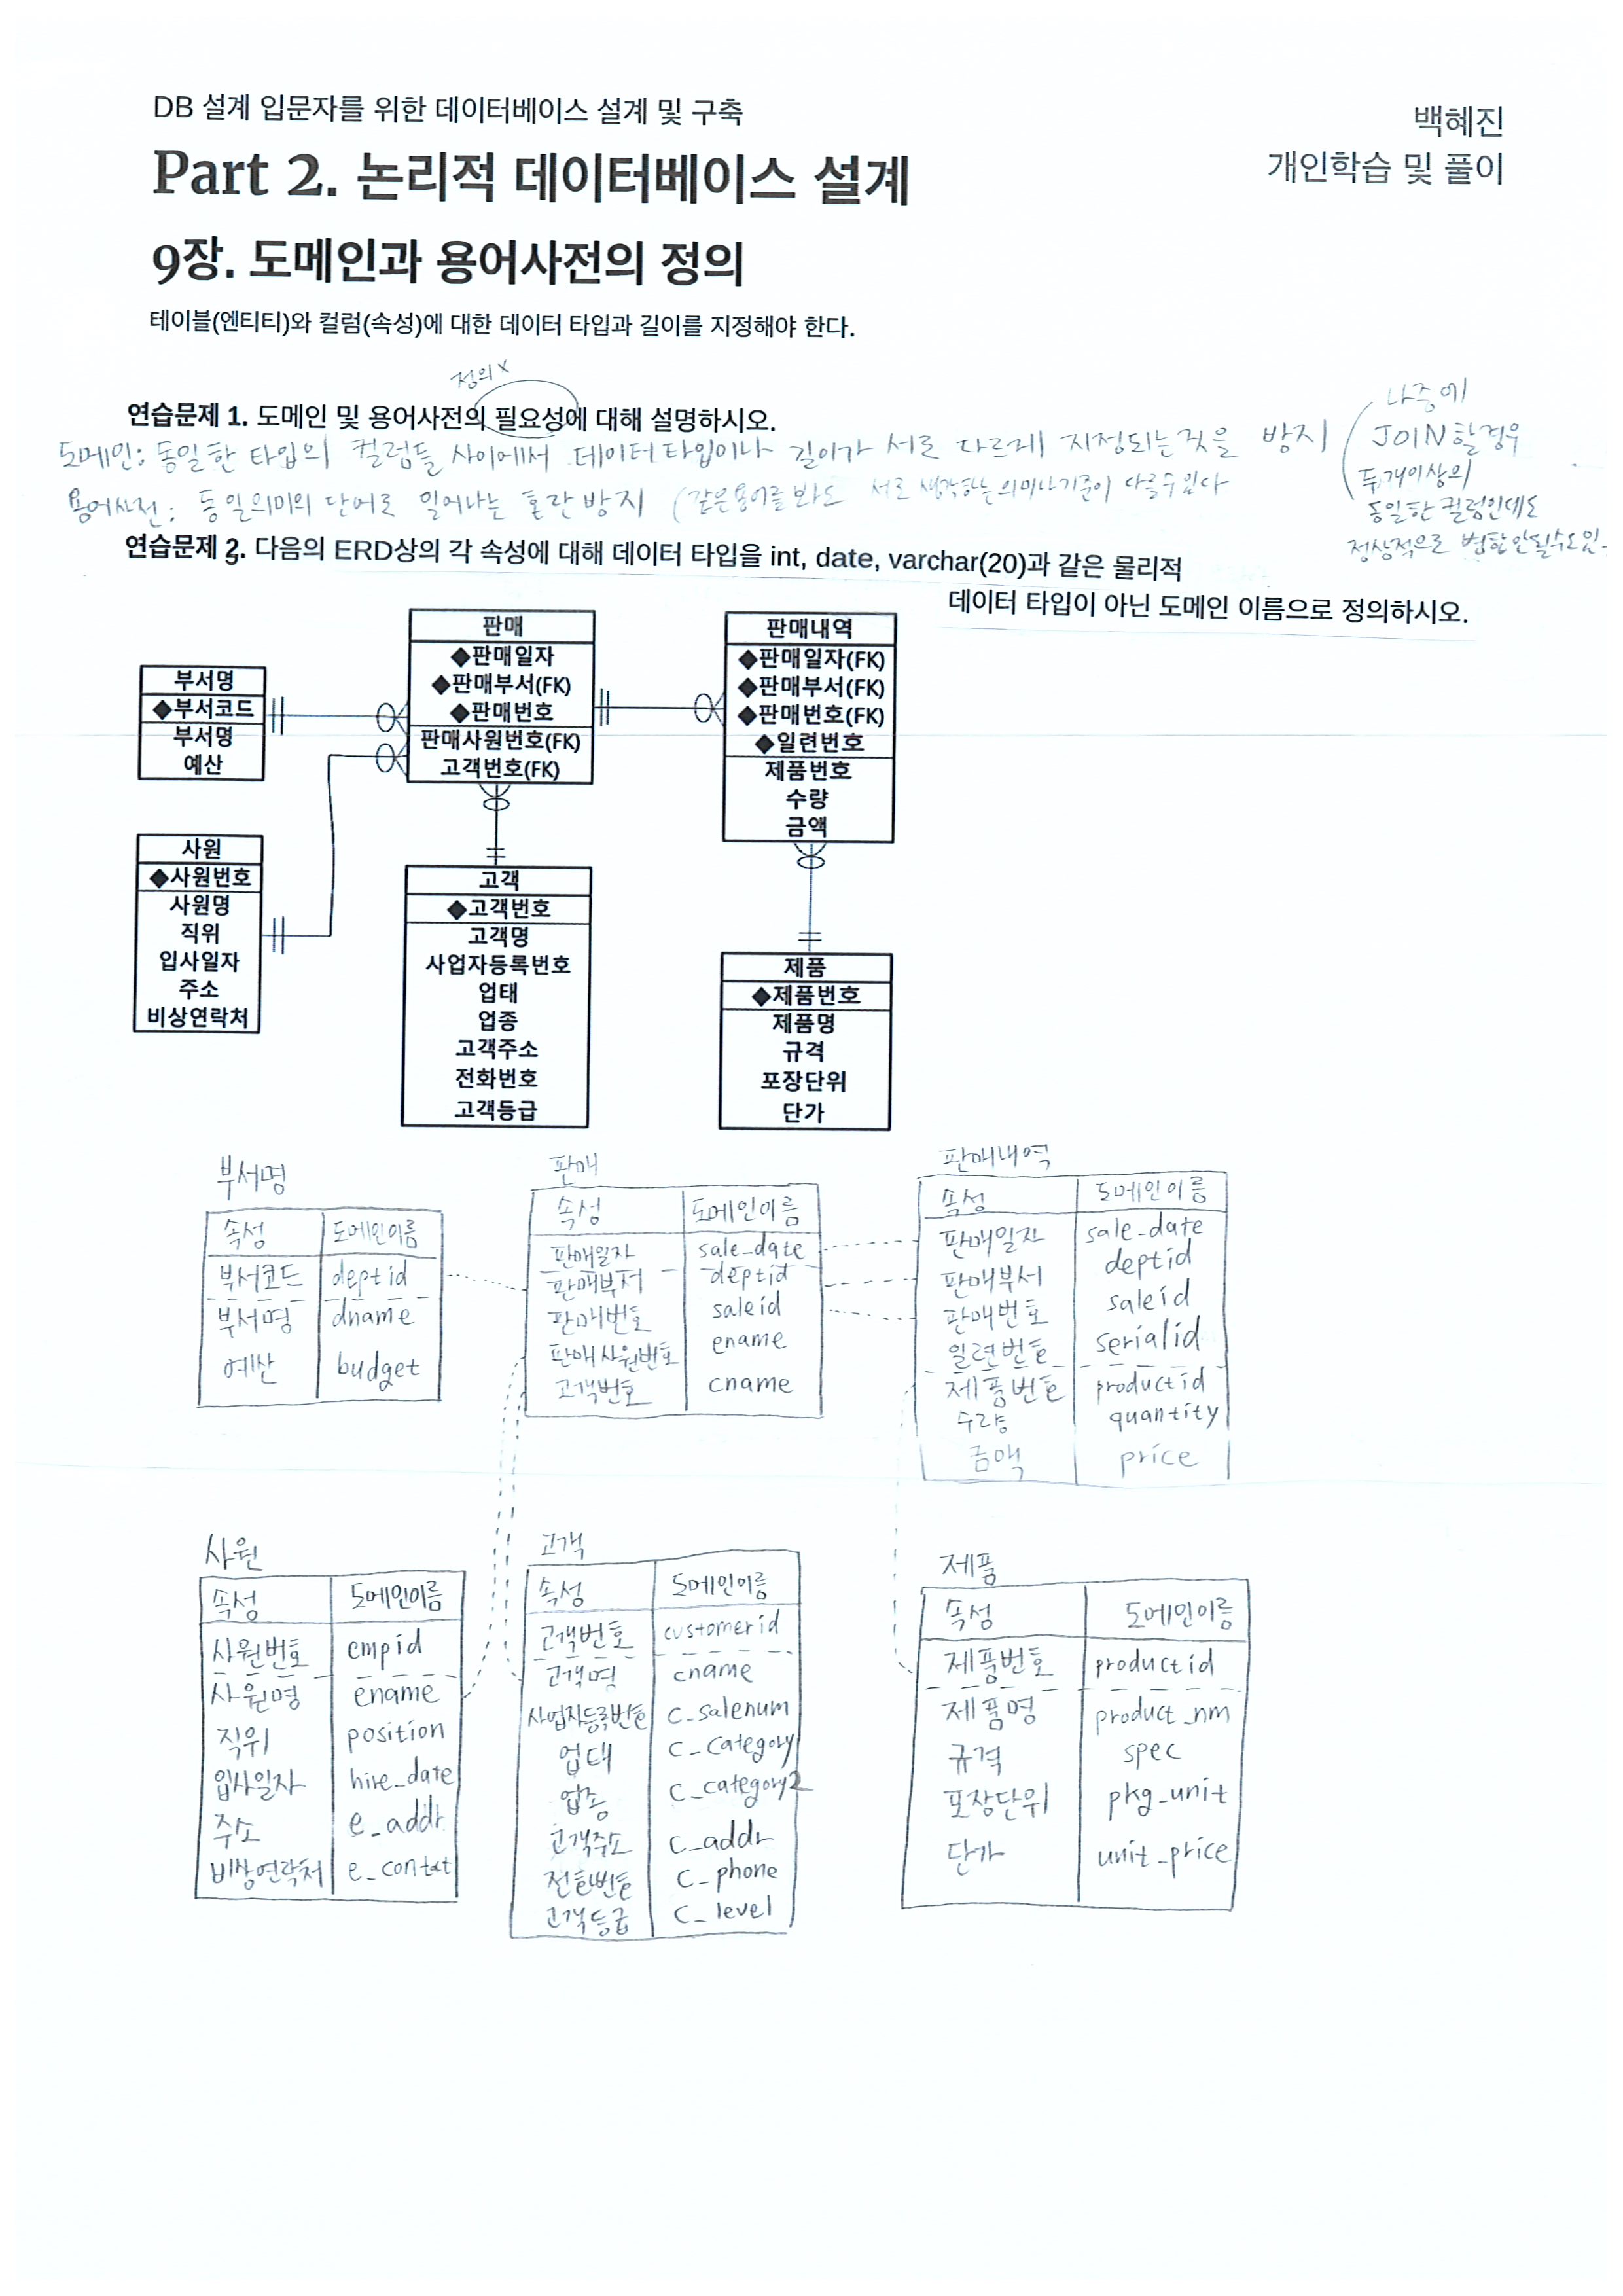 DB 설계 입문자를 위한 데이터베이스 설계 및 구축
백혜진
Part 2. 논리적 데이터베이스 설계
개인학습 및 풀이
9장. 도메인과 용어사전의 정의
테이블(엔티티)와 컬럼(속성)에 대한 데이터 타입과 길이를 지정해야 한다.
정의 x
연습문제 1. 도메인 및 용어사전의 필요성에 대해 설명하시오.
도메인: 동일한 타입의 컬럼들 사이에서 데이터타입이나 길이가 서로 다르게 지정되는것을 방지
나중에
JOIN할경우
두개이상의
동일한 컬럼인데도
정상적으로 변환안될수도있
용어사전: 동일의미의 단어로 일어나는 혼란방지 (같은용어를 봐도 서로 생각하는의미나기준이 다를수있다
연습문제 2. 다음의 ERD상의 각 속성에 대해 데이터 타입을 int, date, varchar(20)과 같은 물리적
데이터 타입이 아닌 도메인 이름으로 정의하시오.
부서명
◆부서코드
부서명
예산
판매
◆판매일자
◆판매부서(FK)
◆판매번호
판매사원번호(FK)
고객번호(FK)
판매내역
◆판매일자(FK)
◆판매부서(FK)
◆판매번호(FK)
◆일련번호
제품번호
수량
금액
사원
◆사원번호
사원명
직위
입사일자
주소
비상연락처
고객
◆고객번호
고객명
사업자등록번호
업태
업종
고객주소
전화번호
고객등급
제품
◆제품번호
제품명
규격
포장단위
단가
부서명
속성 도메인이름
부서코드 deptid
부서명 dname
예산 budget
판매
속성 도메인이름
판매일자 sale_date
판매부서 deptid
판매번호 saleid
판매사원번호 ename
고객번호 cname
판매내역
속성 도메인이름
판매일자 sale_date
판매부서 deptid
판매번호 saleid
일련번호 serialid
제품번호 productid
수량 quantity
금액 price
사원
속성 도메인이름
사원번호 empid
사원명 ename
직위 position
입사일자 hire_date
주소 e_addr
비상연락처
고객
속성 도메인이름
고객번호 customerid
고객명 cname
사업자등록번호 c_salenum
업태 c_category
업종 c_category2
고객주소 c_addr
전화번호 c_phone
고객등급 c_level
제품
속성 도메인이름
제품번호 productid
제품명 product_nm
규격 spec
포장단위 pkg_unit
단가 unit_price